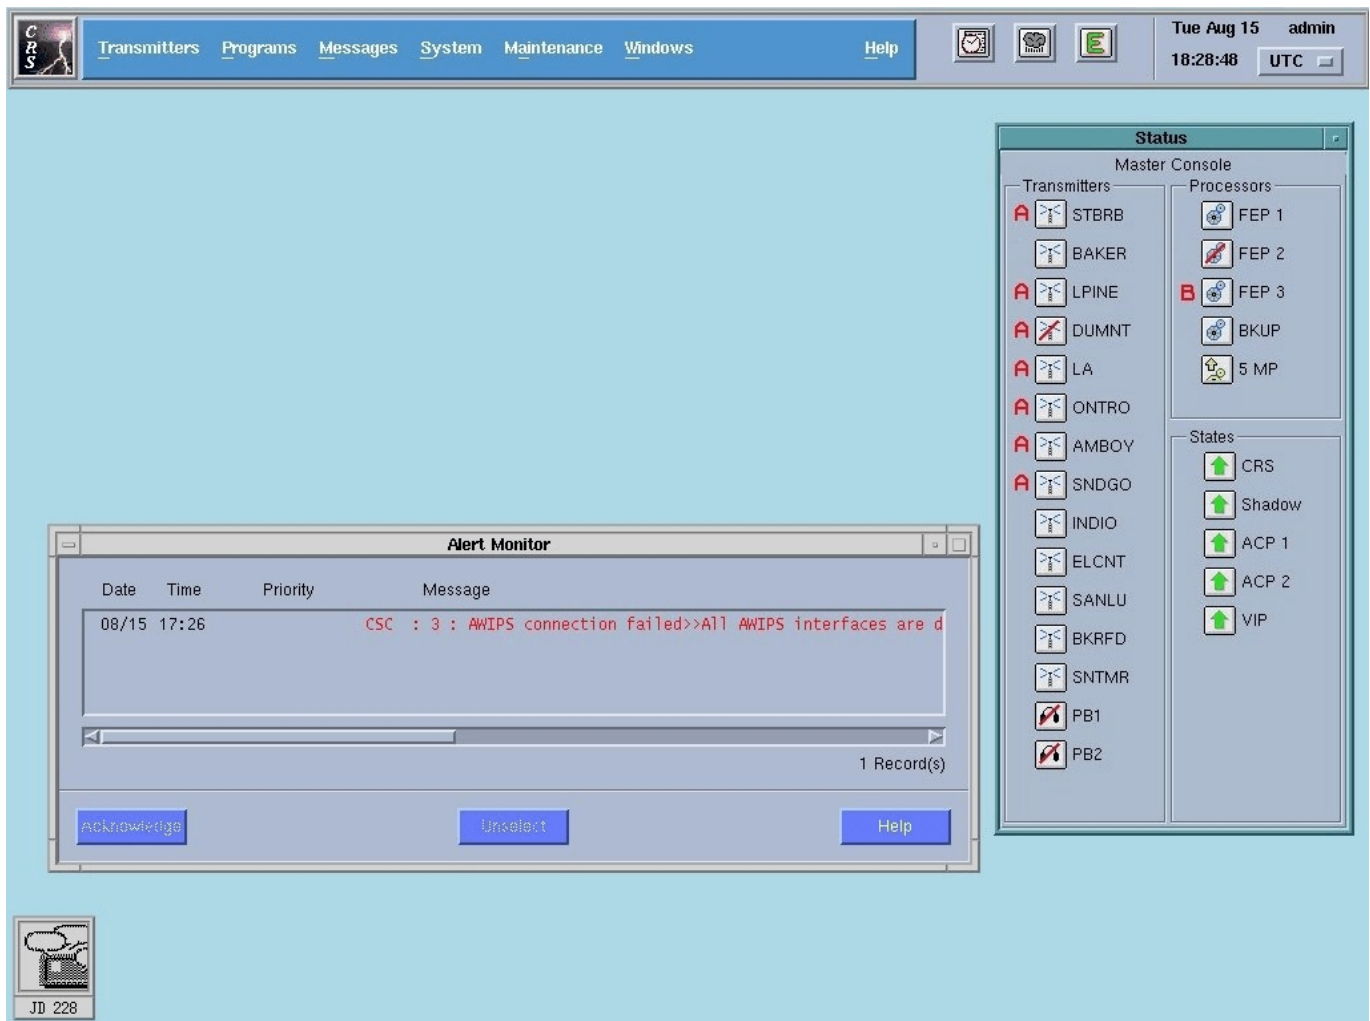 CRS
Transmitters Programs Messages System Maintenance Windows Help
E
Tue Aug 15 admin
18:28:48 UTC
Status
Master Console
Transmitters
A STBRB
BAKER
A LPINE
A DUMNT
A LA
A ONTRO
A AMBOY
A SNDGO
INDIO
ELCNT
SANLU
BKRFD
SNTMR
PB1
PB2
Processors
FEP 1
FEP 2
B FEP 3
BKUP
5 MP
States
CRS
Shadow
ACP 1
ACP 2
VIP
Alert Monitor
Date Time Priority Message
08/15 17:26 CSC : 3 : AWIPS connection failed>>All AWIPS interfaces are d
1 Record(s)
Acknowledge Unselect Help
JD 228